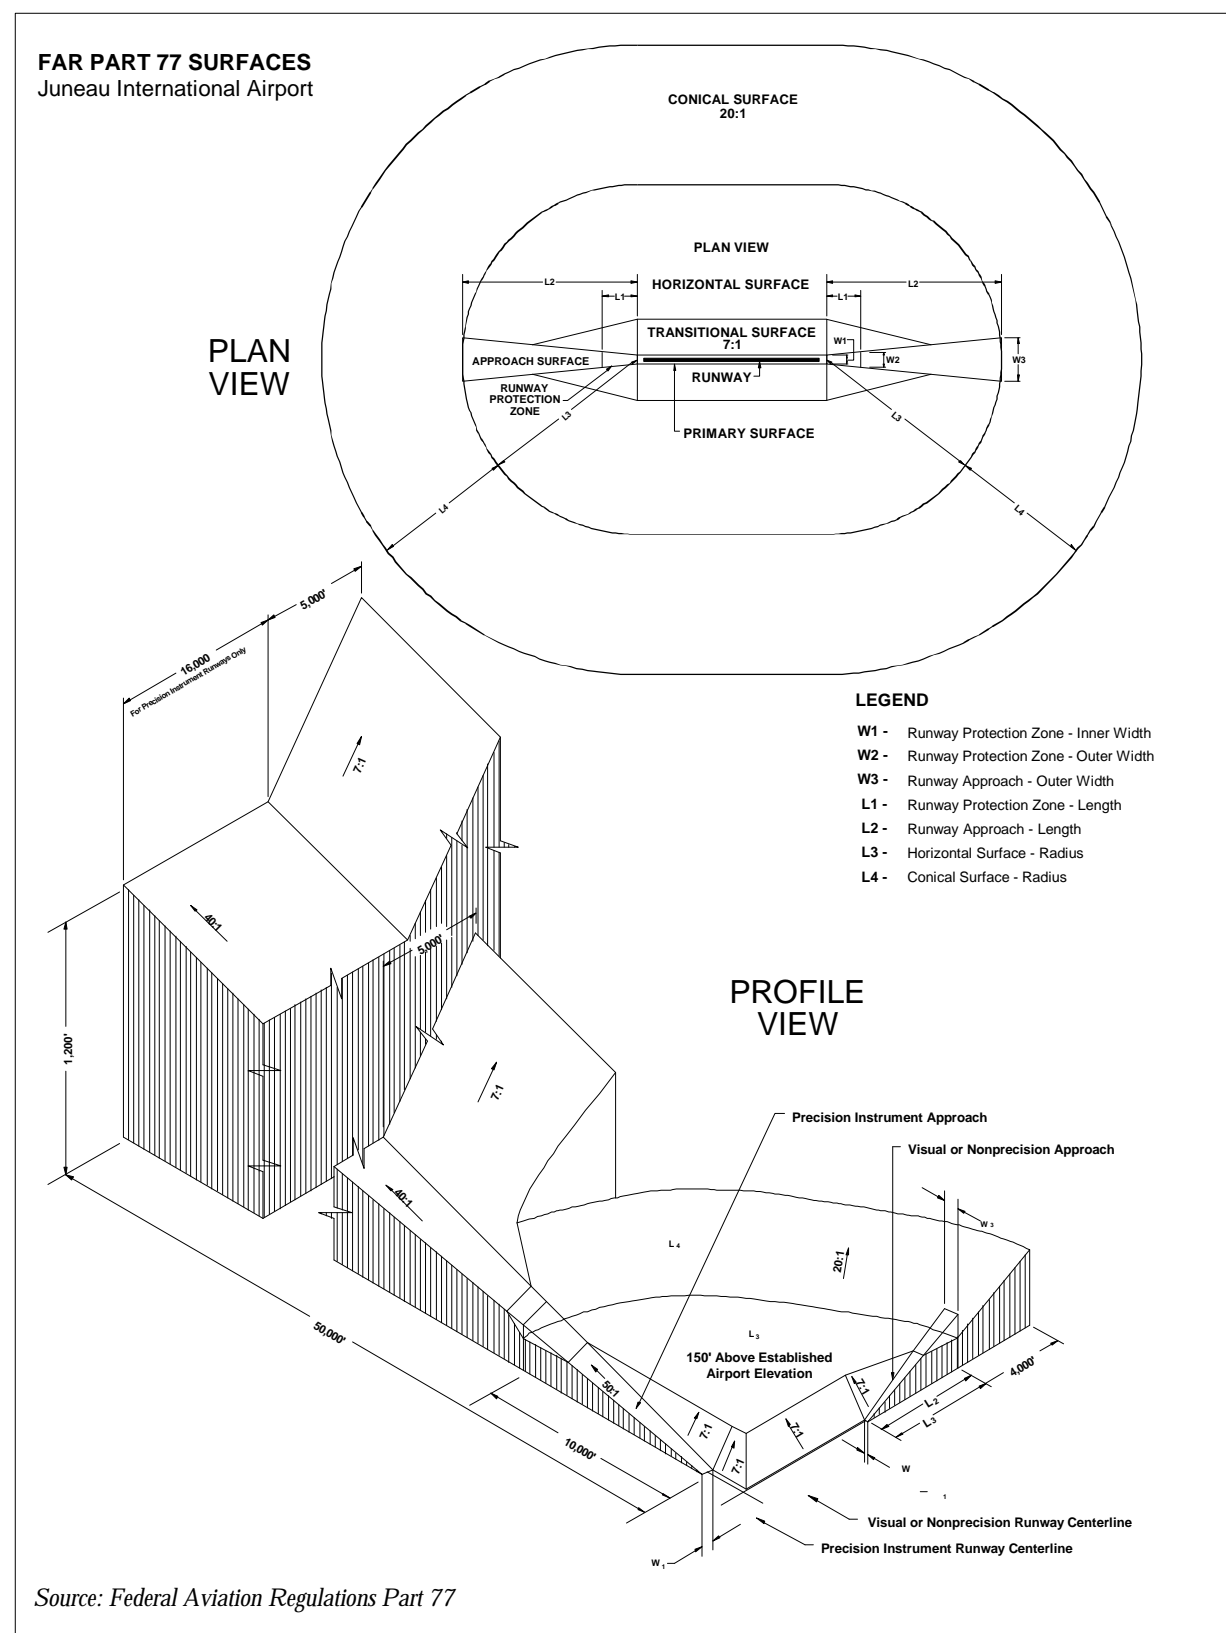 FAR PART 77 SURFACES
Juneau International Airport
CONICAL SURFACE
20:1
PLAN VIEW
L2
L2
HORIZONTAL SURFACE
L1
L1
TRANSITIONAL SURFACE
7:1
W1
PLAN
VIEW
APPROACH SURFACE
W2
W3
RUNWAY
RUNWAY
PROTECTION
ZONE
L3
L3
PRIMARY SURFACE
L4
L4
5,000'
16,000
For Precision Instrument Runways Only
LEGEND
W1 - Runway Protection Zone - Inner Width
W2 - Runway Protection Zone - Outer Width
W3 - Runway Approach - Outer Width
L1 - Runway Protection Zone - Length
L2 - Runway Approach - Length
L3 - Horizontal Surface - Radius
L4 - Conical Surface - Radius
7:1
40:1
5,000'
PROFILE
VIEW
1,200'
7:1
Precision Instrument Approach
Visual or Nonprecision Approach
40:1
W 3
L 4
20:1
50,000'
L 3
150' Above Established
Airport Elevation
4,000'
50:1
7:1
L 2
L 3
7:1
7:1
7:1
10,000'
W
1
Visual or Nonprecision Runway Centerline
Precision Instrument Runway Centerline
W 1
Source: Federal Aviation Regulations Part 77